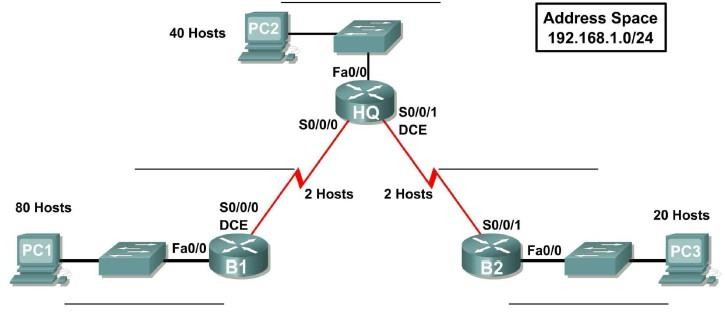 Address Space
192.168.1.0/24
PC2
40 Hosts
Fa0/0
HQ
S0/0/0
S0/0/1
DCE
2 Hosts
2 Hosts
80 Hosts
S0/0/0
DCE
PC1
Fa0/0
B1
S0/0/1
20 Hosts
B2
Fa0/0
PC3